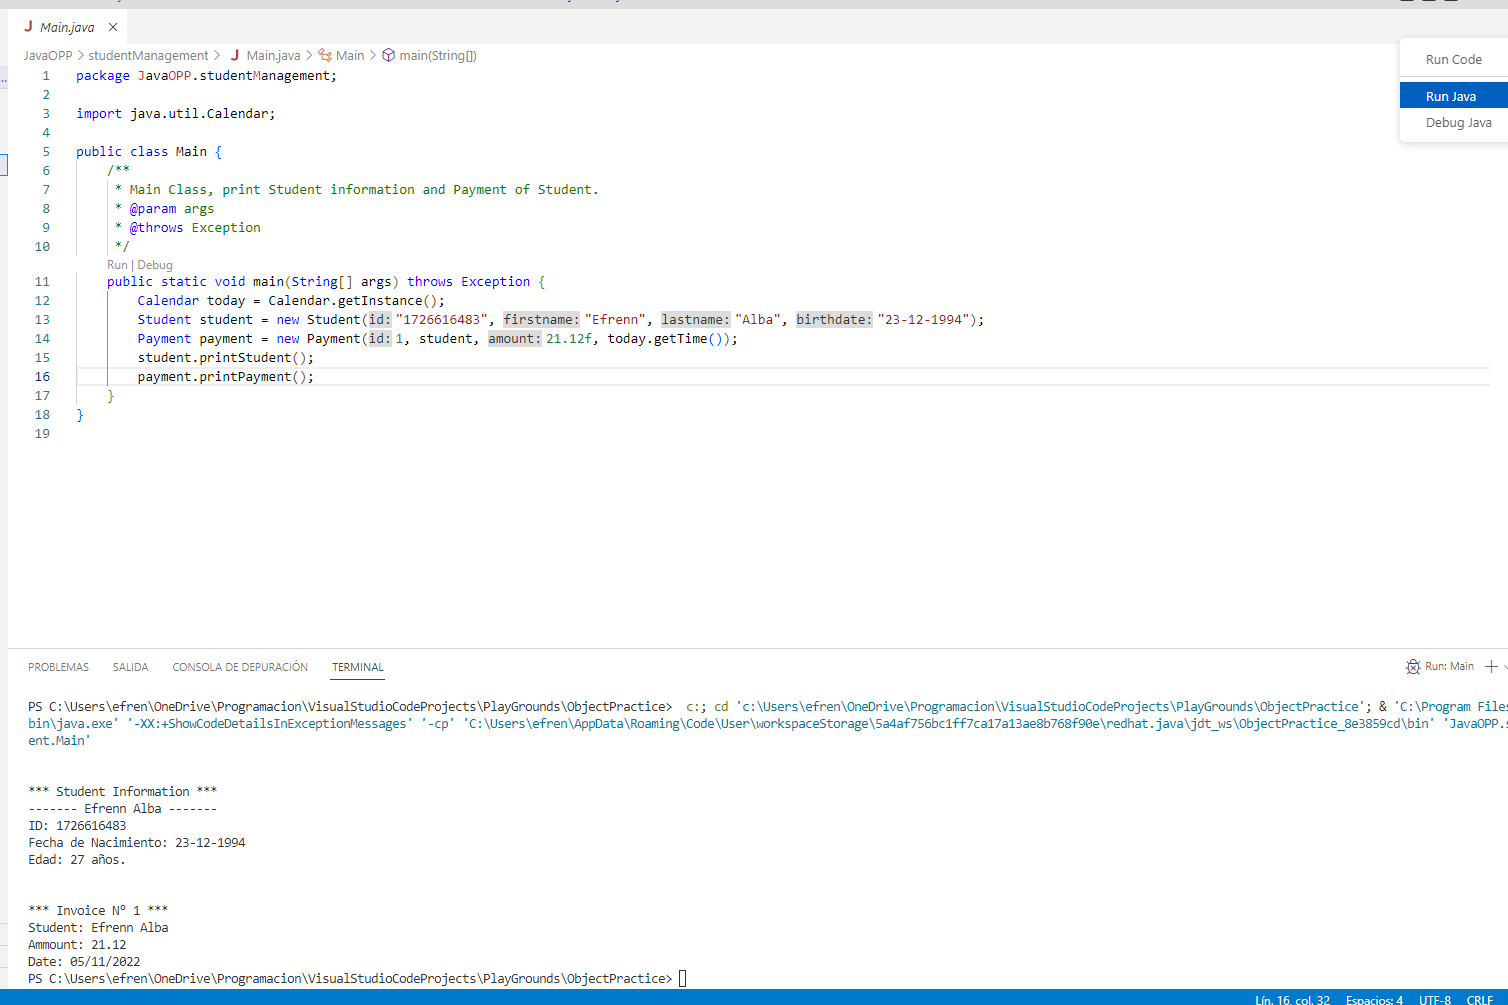 Main.java
JavaOPP > studentManagement > Main.java > Main > main(String[])
Run Code
Run Java
Debug Java
1 package JavaOPP.studentManagement;
2
3 import java.util.Calendar;
4
5 public class Main {
6 /**
7 * Main Class, print Student information and Payment of Student.
8 * @param args
9 * @throws Exception
10 */
Run | Debug
11 public static void main(String[] args) throws Exception {
12 Calendar today = Calendar.getInstance();
13 Student student = new Student(id: "1726616483", firstname: "Efrenn", lastname: "Alba", birthdate: "23-12-1994");
14 Payment payment = new Payment(id: 1, student, amount: 21.12f, today.getTime());
15 student.printStudent();
16 payment.printPayment();
17 }
18 }
19
PROBLEMAS SALIDA CONSOLA DE DEPURACIÓN TERMINAL Run: Main
PS C:\Users\efren\OneDrive\Programacion\VisualStudioCodeProjects\PlayGrounds\ObjectPractice> c:; cd 'c:\Users\efren\OneDrive\Programacion\VisualStudioCodeProjects\PlayGrounds\ObjectPractice'; & 'C:\Program Files
bin\java.exe' '-XX:+ShowCodeDetailsInExceptionMessages' '-cp' 'C:\Users\efren\AppData\Roaming\Code\User\workspaceStorage\5a4af756bc1ff7ca17a13ae8b768f90e\redhat.java\jdt_ws\ObjectPractice_8e3859cd\bin' 'JavaOPP.s
ent.Main'
*** Student Information ***
------- Efrenn Alba -------
ID: 1726616483
Fecha de Nacimiento: 23-12-1994
Edad: 27 años.
*** Invoice Nº 1 ***
Student: Efrenn Alba
Ammount: 21.12
Date: 05/11/2022
PS C:\Users\efren\OneDrive\Programacion\VisualStudioCodeProjects\PlayGrounds\ObjectPractice>
Lín. 16, col. 32 Espacios: 4 UTF-8 CRLF